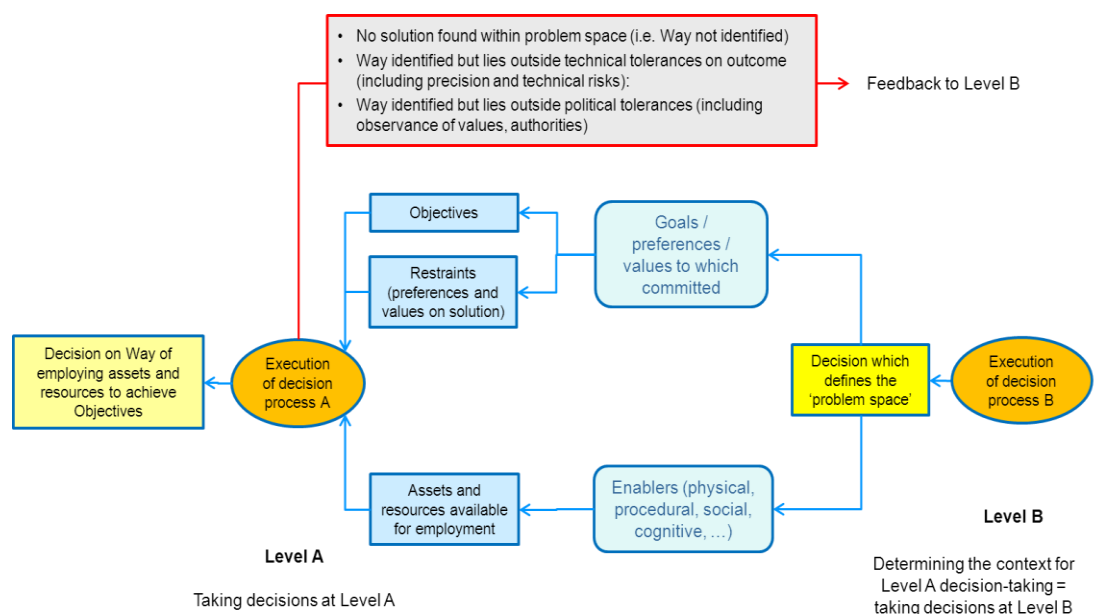 • No solution found within problem space (i.e. Way not identified)
• Way identified but lies outside technical tolerances on outcome
(including precision and technical risks):
• Way identified but lies outside political tolerances (including
observance of values, authorities)
Feedback to Level B
Objectives
Restraints
(preferences and
values on solution)
Goals /
preferences /
values to which
committed
Decision on Way of
employing assets and
resources to achieve
Objectives
Execution
of decision
process A
Decision which
defines the
‘problem space’
Execution
of decision
process B
Assets and
resources available
for employment
Enablers (physical,
procedural, social,
cognitive, …)
Level A
Taking decisions at Level A
Level B
Determining the context for
Level A decision-taking =
taking decisions at Level B